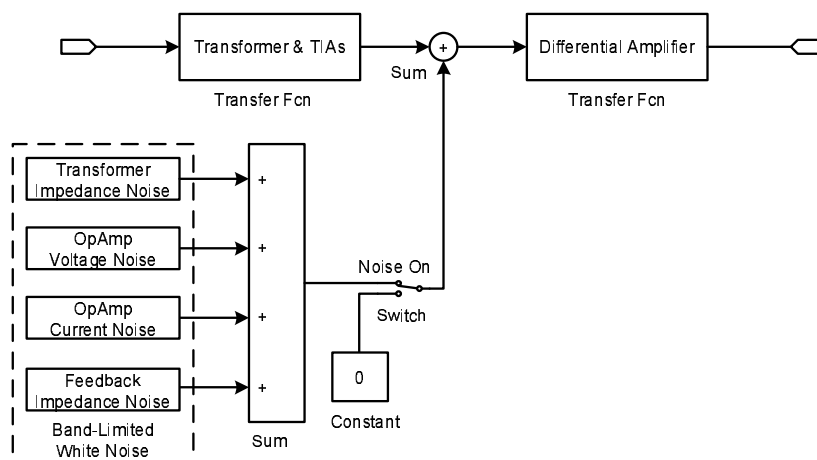 Transformer & TIAs
+
Differential Amplifier
Sum
Transfer Fcn
Transfer Fcn
Transformer
Impedance Noise
+
OpAmp
Voltage Noise
+
Noise On
OpAmp
Current Noise
+
Switch
Feedback
Impedance Noise
+
0
Constant
Band-Limited
White Noise
Sum